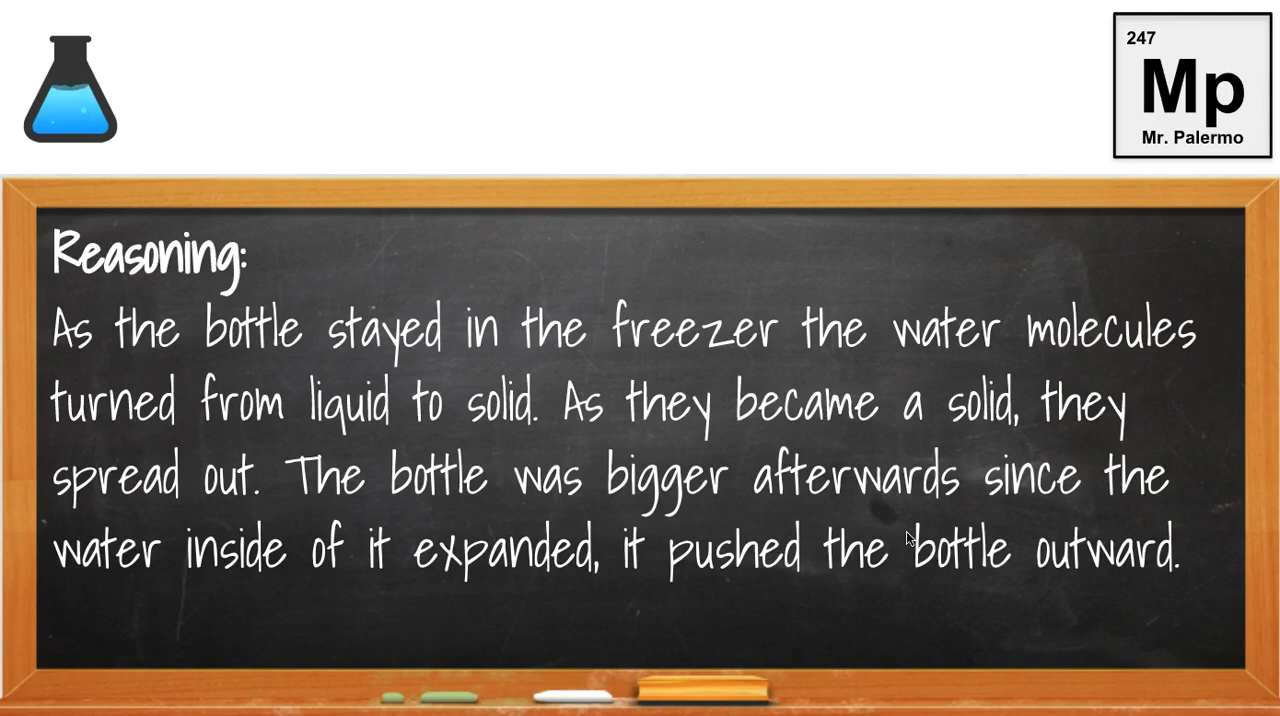 247
Mp
Mr. Palermo
Reasoning:
As the bottle stayed in the freezer the water molecules
turned from liquid to solid. As they became a solid, they
spread out. The bottle was bigger afterwards since the
water inside of it expanded, it pushed the bottle outward.